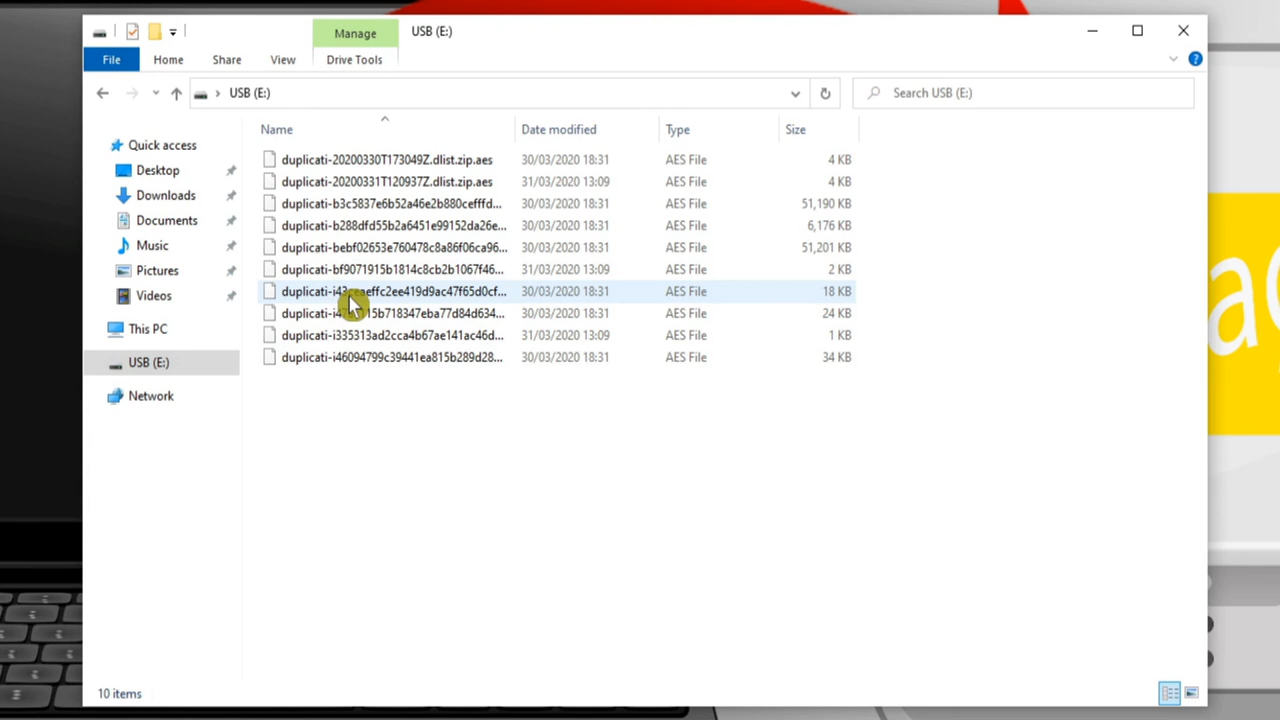 Manage USB (E:)
File Home Share View Drive Tools
USB (E:) Search USB (E:)
Name Date modified Type Size
Quick access
Desktop
Downloads
Documents
Music
Pictures
Videos
This PC
USB (E:)
Network
duplicati-20200330T173049Z.dlist.zip.aes 30/03/2020 18:31 AES File 4 KB
duplicati-20200331T120937Z.dlist.zip.aes 31/03/2020 13:09 AES File 4 KB
duplicati-b3c5837e6b52a46e2b880cefffd... 30/03/2020 18:31 AES File 51,190 KB
duplicati-b288dfd55b2a6451e99152da26e... 30/03/2020 18:31 AES File 6,176 KB
duplicati-bebf02653e760478c8a86f06ca96... 30/03/2020 18:31 AES File 51,201 KB
duplicati-bf9071915b1814c8cb2b1067f46... 31/03/2020 13:09 AES File 2 KB
30/03/2020 18:31 AES File 18 KB
30/03/2020 18:31 AES File 24 KB
duplicati-i335313ad2cca4b67ae141ac46d... 31/03/2020 13:09 AES File 1 KB
duplicati-i46094799c39441ea815b289d28... 30/03/2020 18:31 AES File 34 KB
10 items